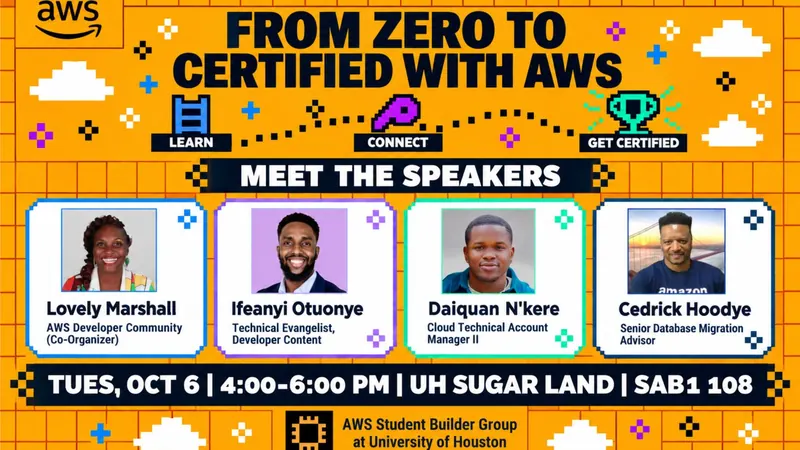 aws
FROM ZERO TO
CERTIFIED WITH AWS
LEARN
CONNECT
GET CERTIFIED
MEET THE SPEAKERS
Lovely Marshall
AWS Developer Community
(Co-Organizer)
Ifeanyi Otuonye
Technical Evangelist,
Developer Content
Daiquan N'kere
Cloud Technical Account
Manager II
amazon
Cedrick Hoodye
Senior Database Migration
Advisor
TUES, OCT 6 | 4:00-6:00 PM | UH SUGAR LAND | SAB1 108
AWS Student Builder Group
at University of Houston